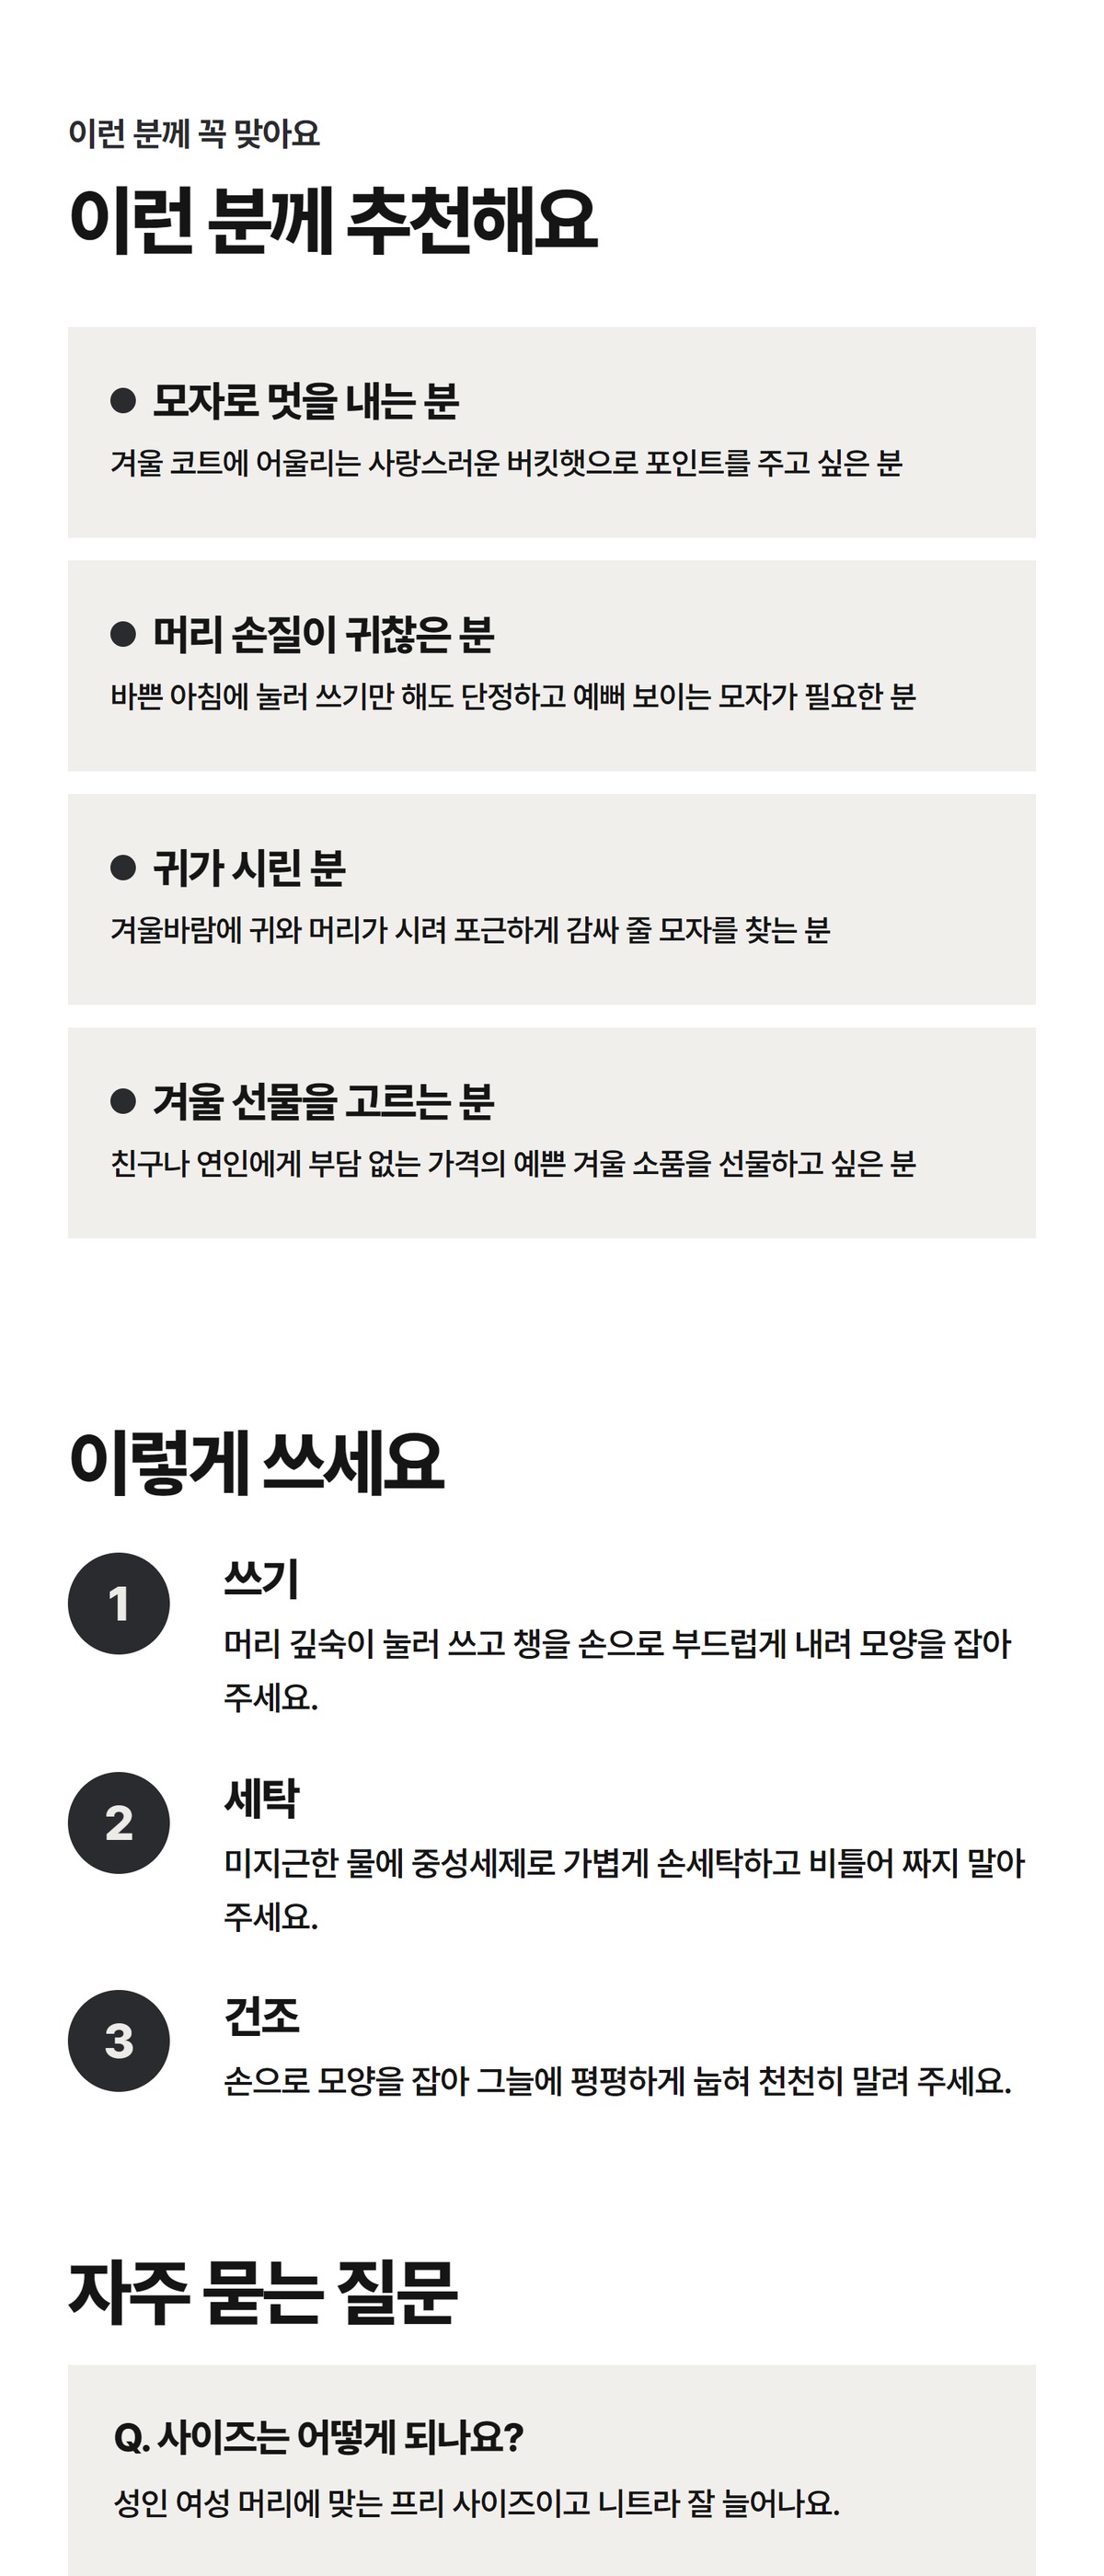 이런 분께 꼭 맞아요
이런 분께 추천해요
모자로 멋을 내는 분
겨울 코트에 어울리는 사랑스러운 버킷햇으로 포인트를 주고 싶은 분
머리 손질이 귀찮은 분
바쁜 아침에 눌러 쓰기만 해도 단정하고 예뻐 보이는 모자가 필요한 분
귀가 시린 분
겨울바람에 귀와 머리가 시려 포근하게 감싸 줄 모자를 찾는 분
겨울 선물을 고르는 분
친구나 연인에게 부담 없는 가격의 예쁜 겨울 소품을 선물하고 싶은 분
이렇게 쓰세요
1
쓰기
머리 깊숙이 눌러 쓰고 챙을 손으로 부드럽게 내려 모양을 잡아
주세요.
2
세탁
미지근한 물에 중성세제로 가볍게 손세탁하고 비틀어 짜지 말아
주세요.
3
건조
손으로 모양을 잡아 그늘에 평평하게 눕혀 천천히 말려 주세요.
자주 묻는 질문
Q. 사이즈는 어떻게 되나요?
성인 여성 머리에 맞는 프리 사이즈이고 니트라 잘 늘어나요.